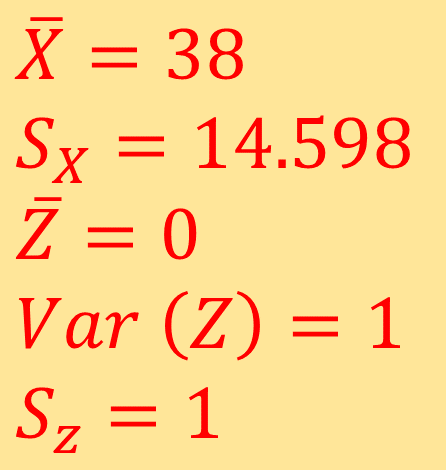 X̄ = 38
S_X = 14.598
Z̄ = 0
Var (Z) = 1
S_z = 1